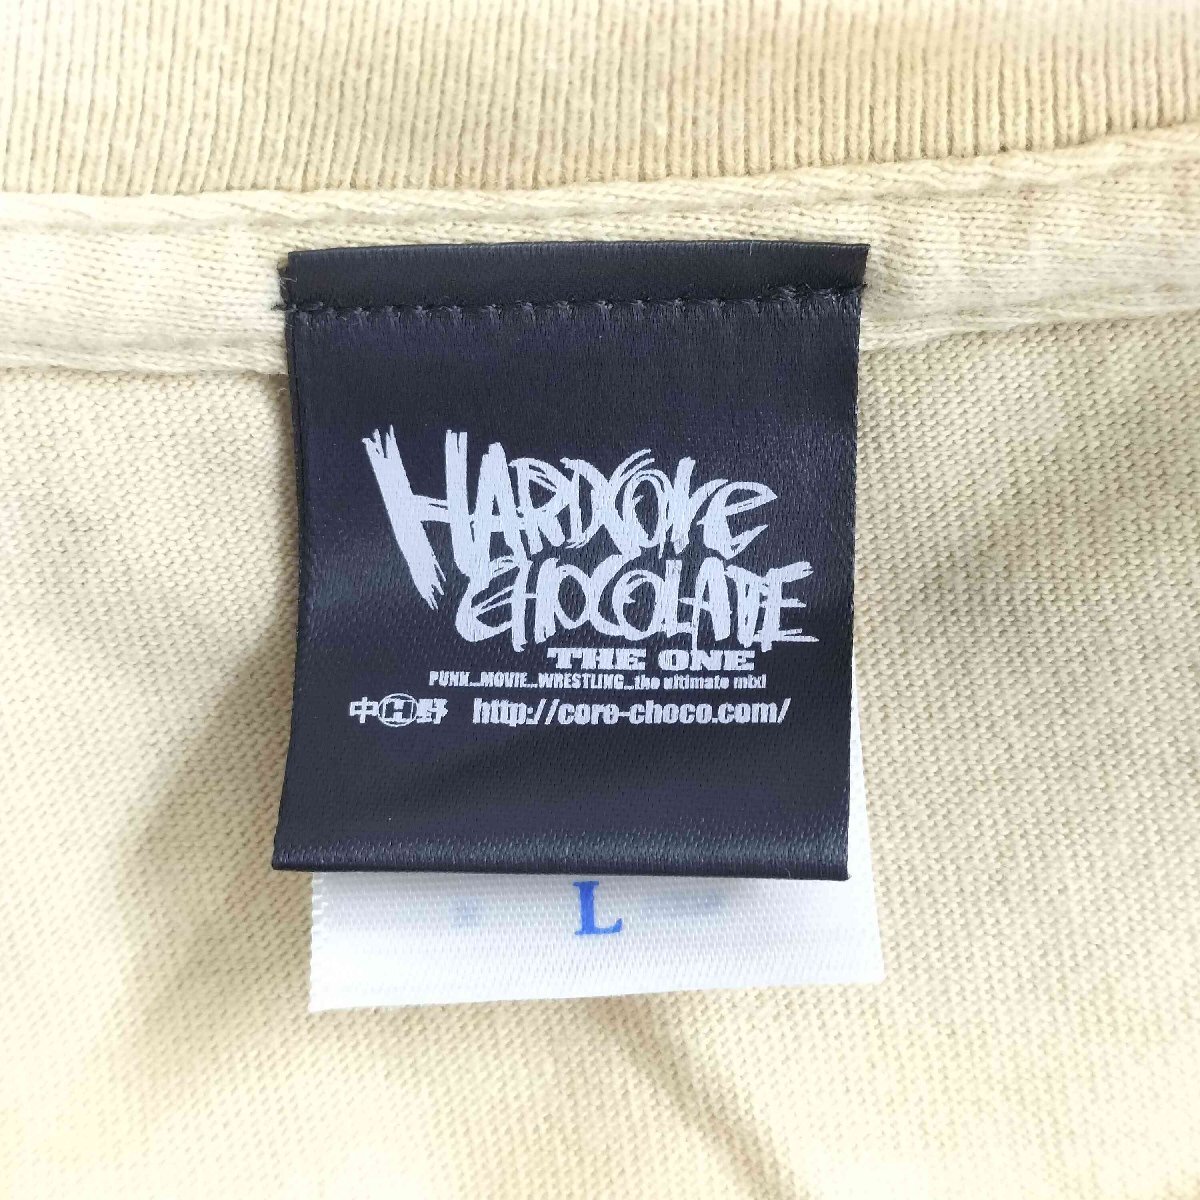 HARDCORE
CHOCOLATE
THE ONE
PUNK...MOVIE...WRESTLING...the ultimate mix!
中H野 http://core-choco.com/
L